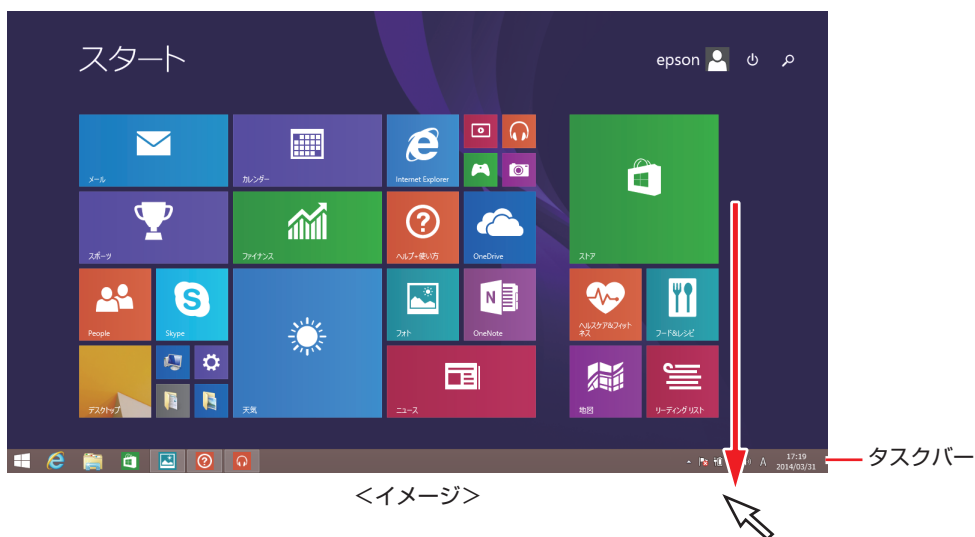 スタート
epson
メール
カレンダー
Internet Explorer
スポーツ
ファイナンス
ヘルプ+使い方
OneDrive
ストア
People
Skype
フォト
OneNote
ヘルスケア&フィット
ネス
フード&レシピ
デスクトップ
天気
ニュース
地図
リーディング リスト
A
17:19
2014/03/31
タスクバー
＜イメージ＞